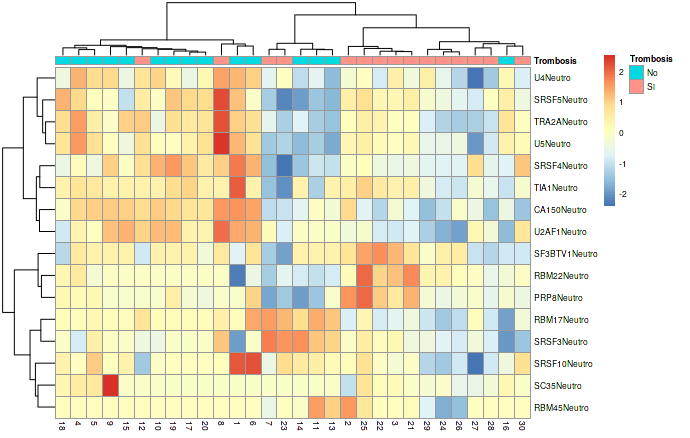 Trombosis
U4Neutro
SRSF5Neutro
TRA2ANeutro
U5Neutro
SRSF4Neutro
TIA1Neutro
CA150Neutro
U2AF1Neutro
SF3BTV1Neutro
RBM22Neutro
PRP8Neutro
RBM17Neutro
SRSF3Neutro
SRSF10Neutro
SC35Neutro
RBM45Neutro
18 4 5 9 15 12 10 19 17 20 8 1 6 7 23 14 11 13 2 25 22 3 21 29 24 26 27 28 16 30
2
1
0
-1
-2
Trombosis
No
SI